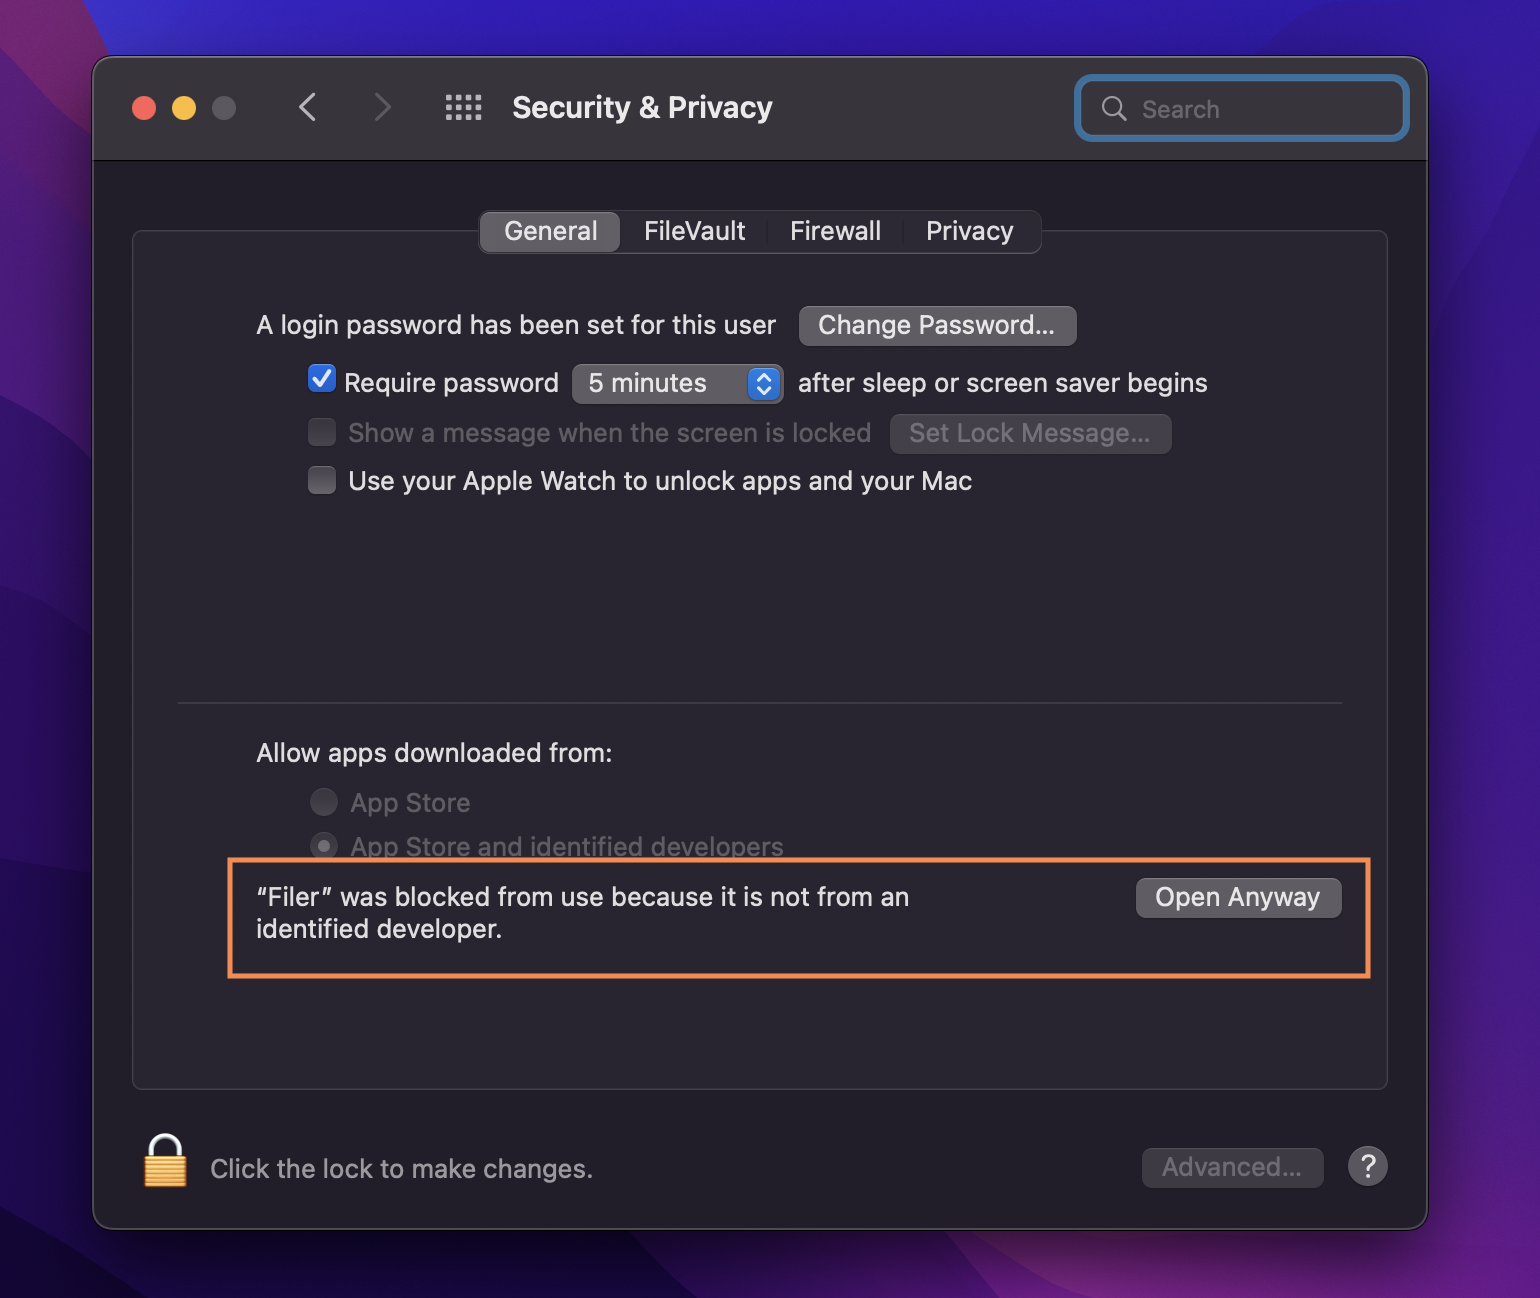 Security & Privacy
Search
General FileVault Firewall Privacy
A login password has been set for this user Change Password...
Require password 5 minutes after sleep or screen saver begins
Show a message when the screen is locked Set Lock Message...
Use your Apple Watch to unlock apps and your Mac
Allow apps downloaded from:
App Store
App Store and identified developers
“Filer” was blocked from use because it is not from an Open Anyway
identified developer.
Click the lock to make changes. Advanced... ?